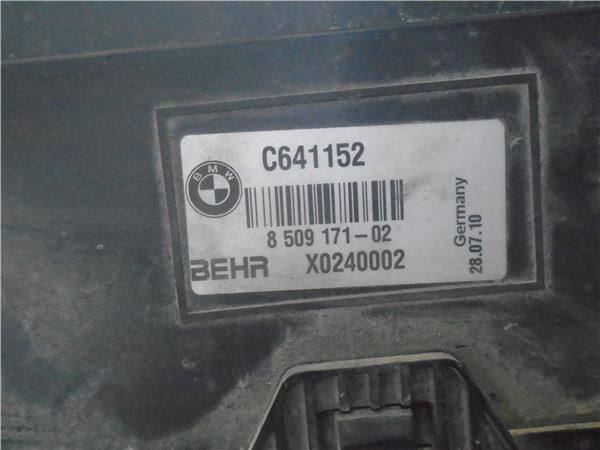 C641152
BMW
8 509 171-02
BEHR X0240002
Germany
28.07.10